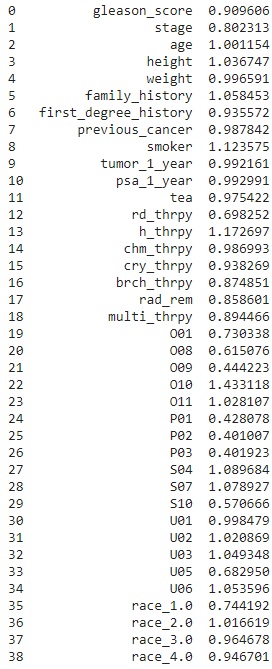 0 gleason_score 0.909606
1 stage 0.802313
2 age 1.001154
3 height 1.036747
4 weight 0.996591
5 family_history 1.058453
6 first_degree_history 0.935572
7 previous_cancer 0.987842
8 smoker 1.123575
9 tumor_1_year 0.992161
10 psa_1_year 0.992991
11 tea 0.975422
12 rd_thrpy 0.698252
13 h_thrpy 1.172697
14 chm_thrpy 0.986993
15 cry_thrpy 0.938269
16 brch_thrpy 0.874851
17 rad_rem 0.858601
18 multi_thrpy 0.894466
19 O01 0.730338
20 O08 0.615076
21 O09 0.444223
22 O10 1.433118
23 O11 1.028107
24 P01 0.428078
25 P02 0.401007
26 P03 0.401923
27 S04 1.089684
28 S07 1.078927
29 S10 0.570666
30 U01 0.998479
31 U02 1.020869
32 U03 1.049348
33 U05 0.682950
34 U06 1.053596
35 race_1.0 0.744192
36 race_2.0 1.016619
37 race_3.0 0.964678
38 race_4.0 0.946701